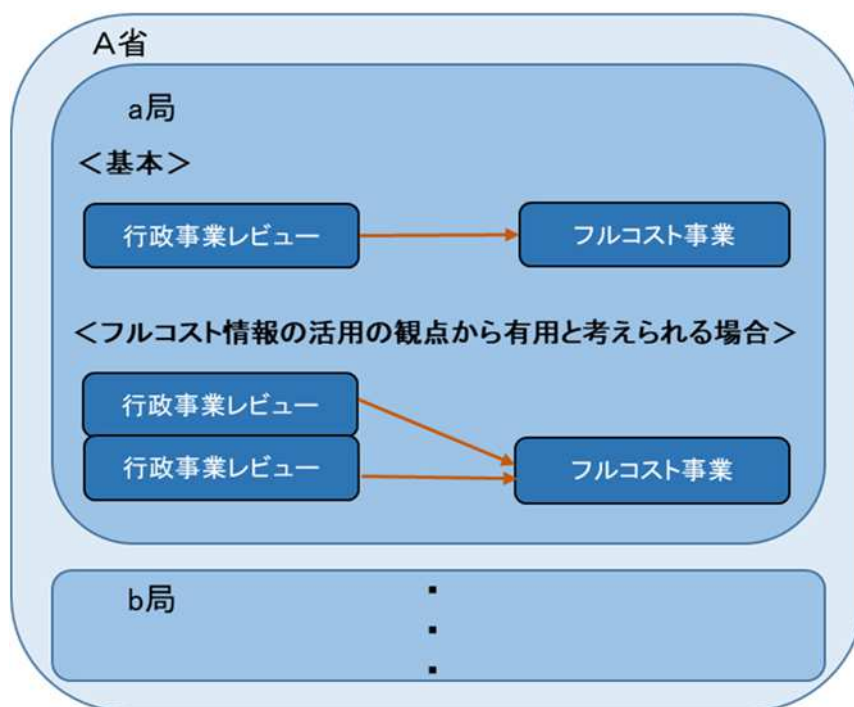 A省
a局
＜基本＞
行政事業レビュー
フルコスト事業
＜フルコスト情報の活用の観点から有用と考えられる場合＞
行政事業レビュー
行政事業レビュー
フルコスト事業
b局